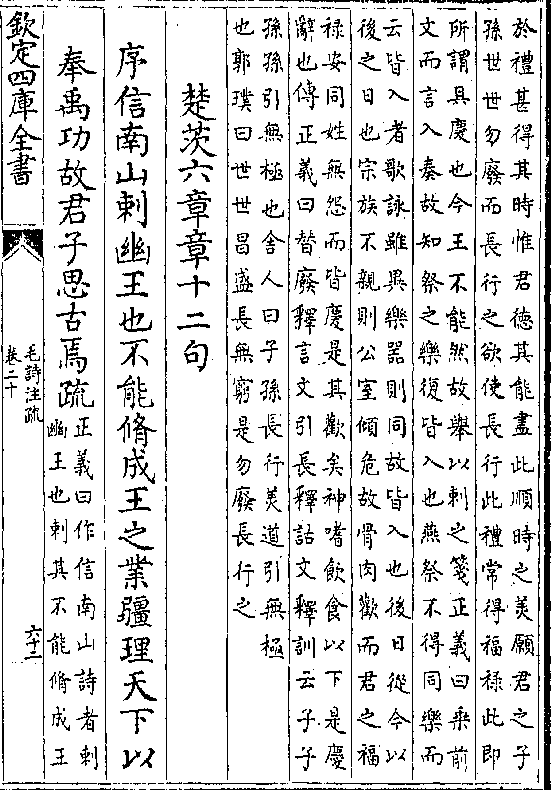 於禮甚得其時惟君德其能盡此順時之美願君之子
孫世世勿廢而長行之欲使長行此禮常得福祿此即
所謂具慶也今王不能然故舉以刺之箋正義曰乘前
文而言入奏故知祭之樂復皆入也燕祭不得同樂而
云皆入者歌詠雖異樂器則同故皆入也後日從今以
後之日也宗族不親則公室傾危故骨肉歡而君之福
禄安同姓無怨而皆慶是其歡矣神嗜飲食以下是慶
辭也傳正義曰替廢釋言文引長釋詁文釋訓云子子
孫孫引無極也舍人曰子孫長行美道引無極
也郭璞曰世世昌盛長無窮是勿廢長行之
楚茨六章章十二句
序信南山刺幽王也不能脩成王之業疆理天下以
奉禹功故君子思古焉疏
正義曰作信南山詩者刺
幽王也刺其不能脩成王
欽定四庫全書
毛詩注疏
卷二十
六十二